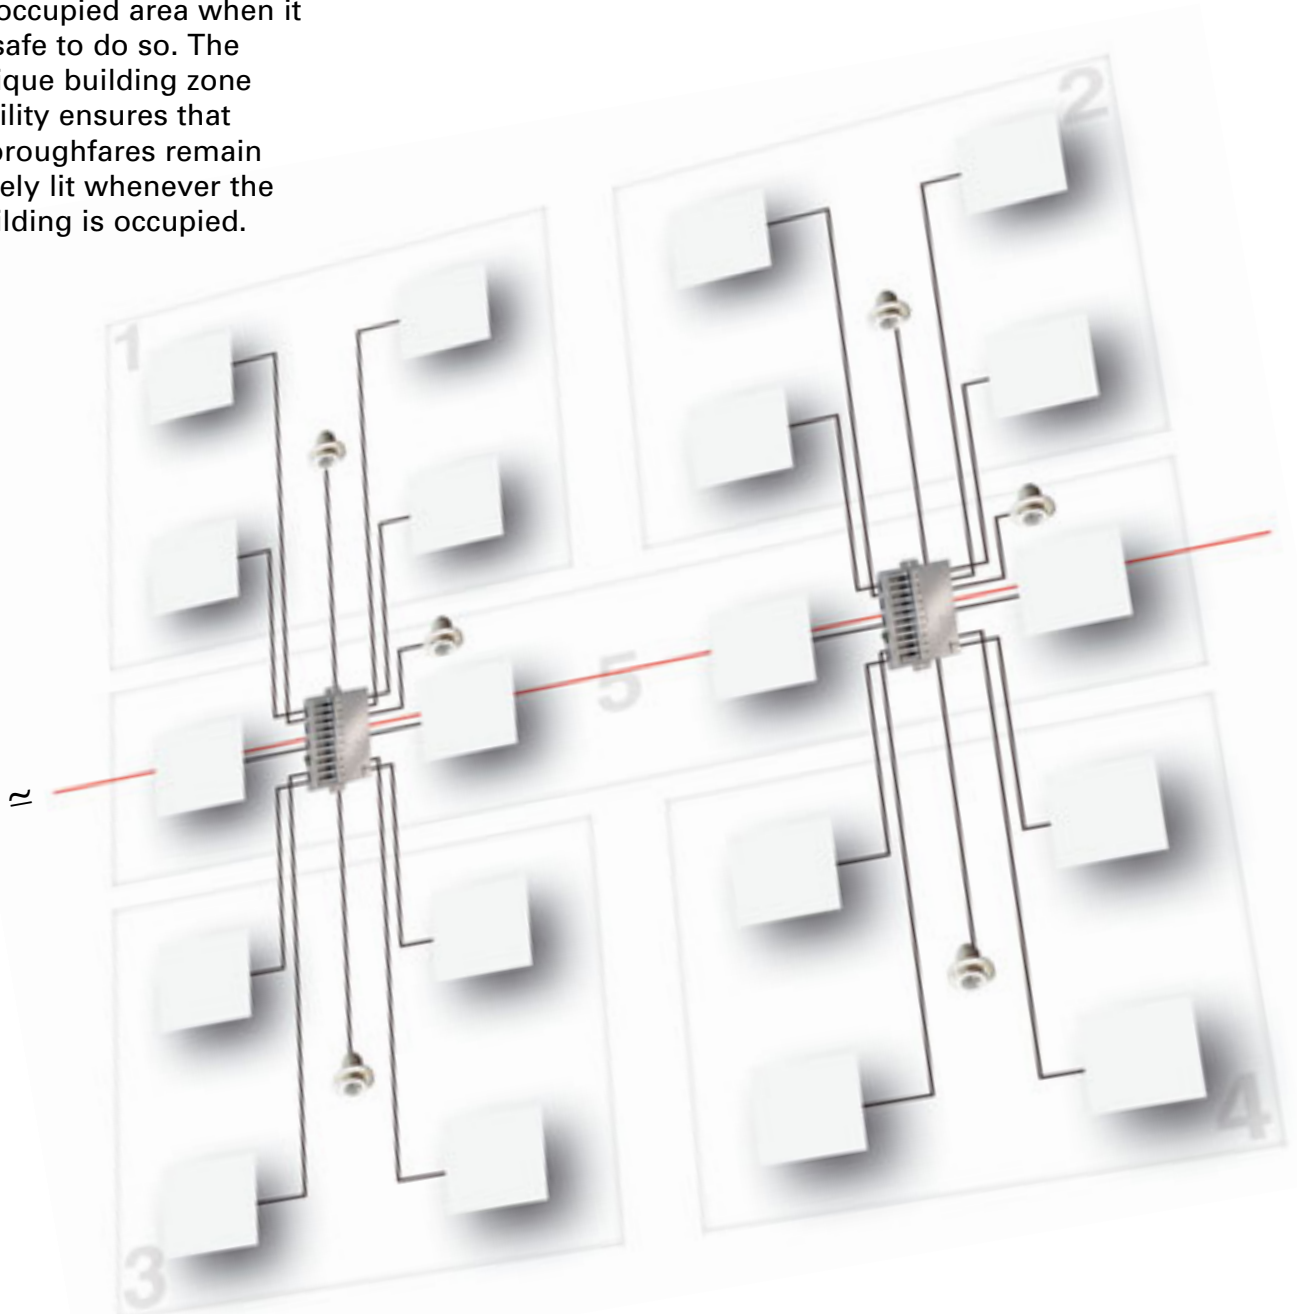 occupied area when it
safe to do so. The
ique building zone
ility ensures that
oroughfares remain
ely lit whenever the
ilding is occupied.
1
2
5
≃
3
4